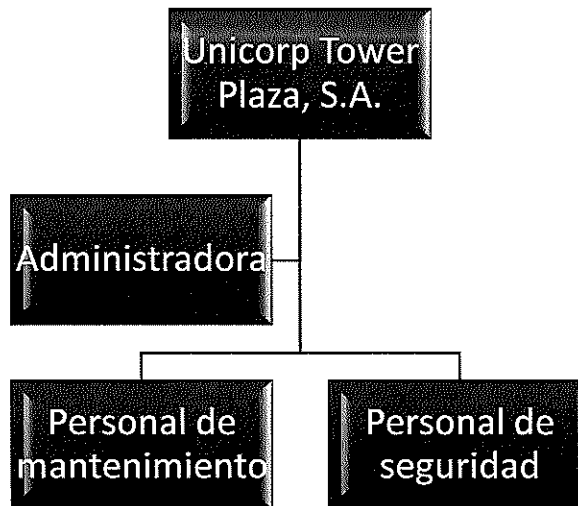 Unicorp Tower
Plaza, S.A.
Administradora
Personal de
mantenimiento
Personal de
seguridad